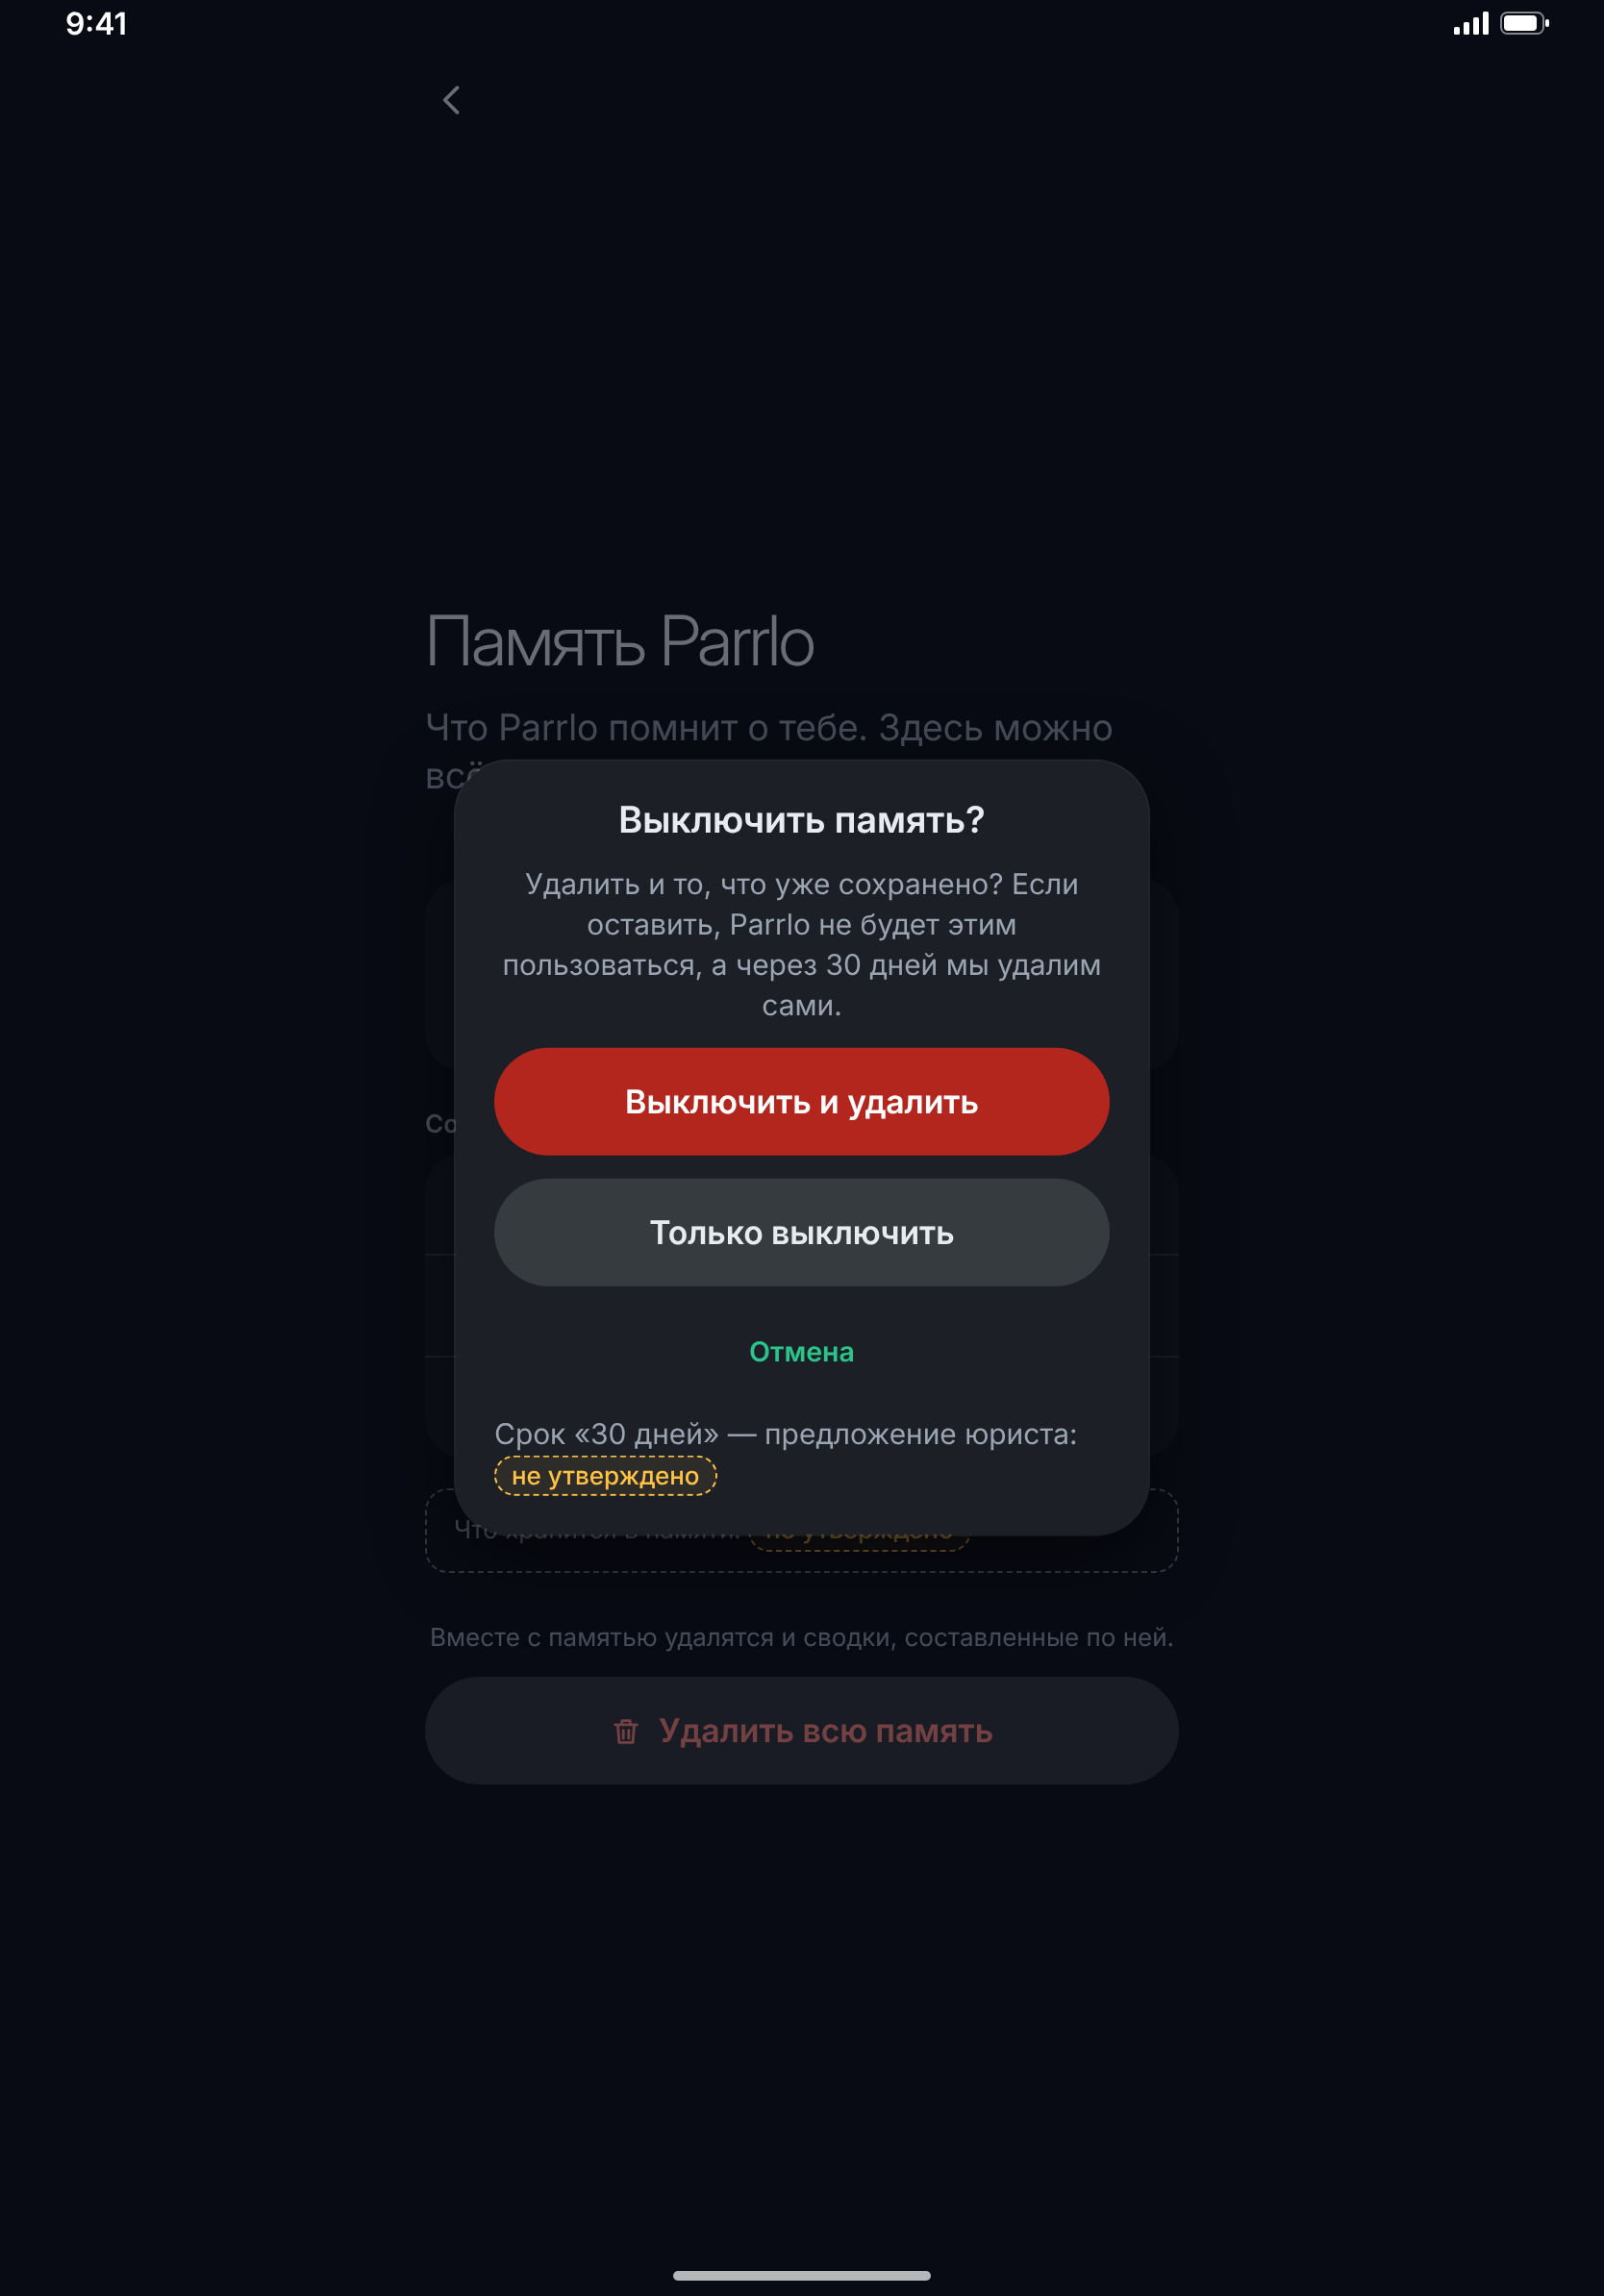 9:41
Память Parrlo
Что Parrlo помнит о тебе. Здесь можно
Выключить память?
Удалить и то, что уже сохранено? Если
оставить, Parrlo не будет этим
пользоваться, а через 30 дней мы удалим
сами.
Выключить и удалить
Только выключить
Отмена
Срок «30 дней» — предложение юриста:
не утверждено
Вместе с памятью удалятся и сводки, составленные по ней.
Удалить всю память